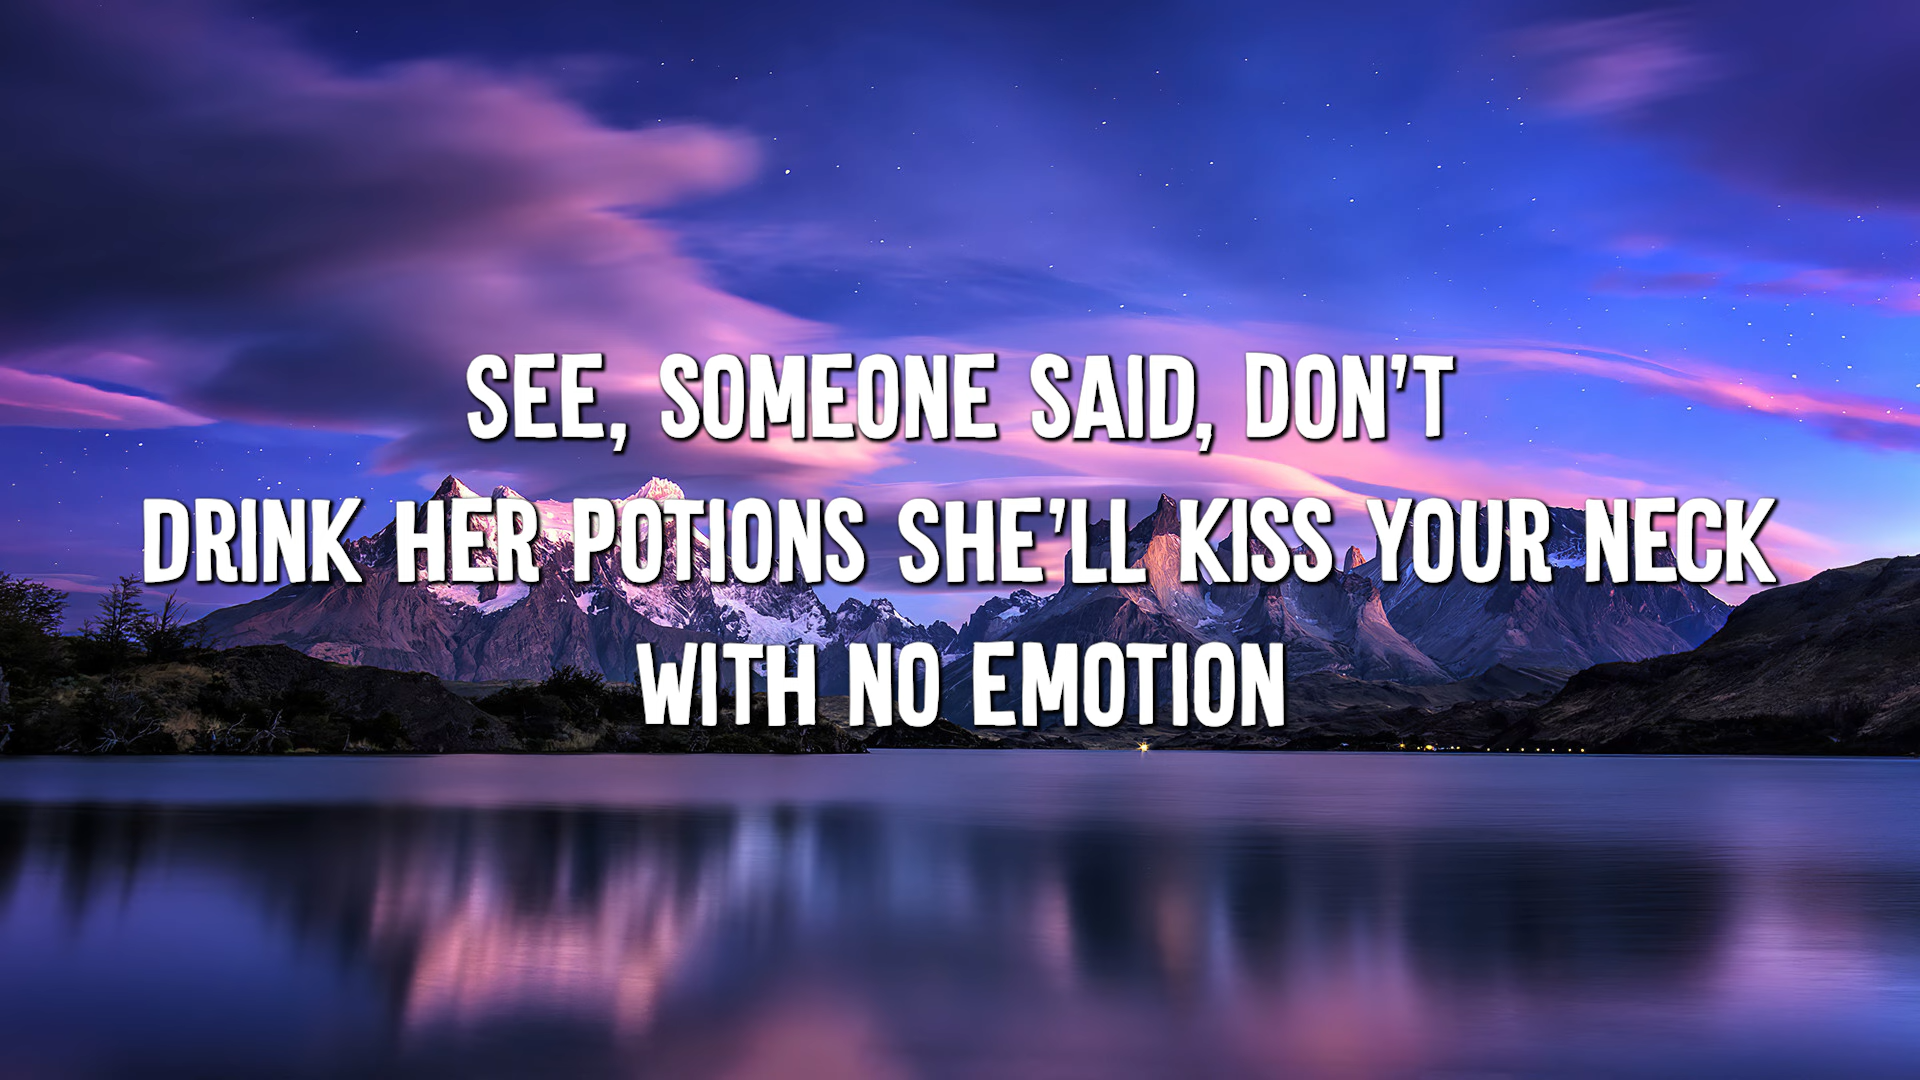 SEE, SOMEONE SAID, DON'T
DRINK HER POTIONS SHE'LL KISS YOUR NECK
WITH NO EMOTION